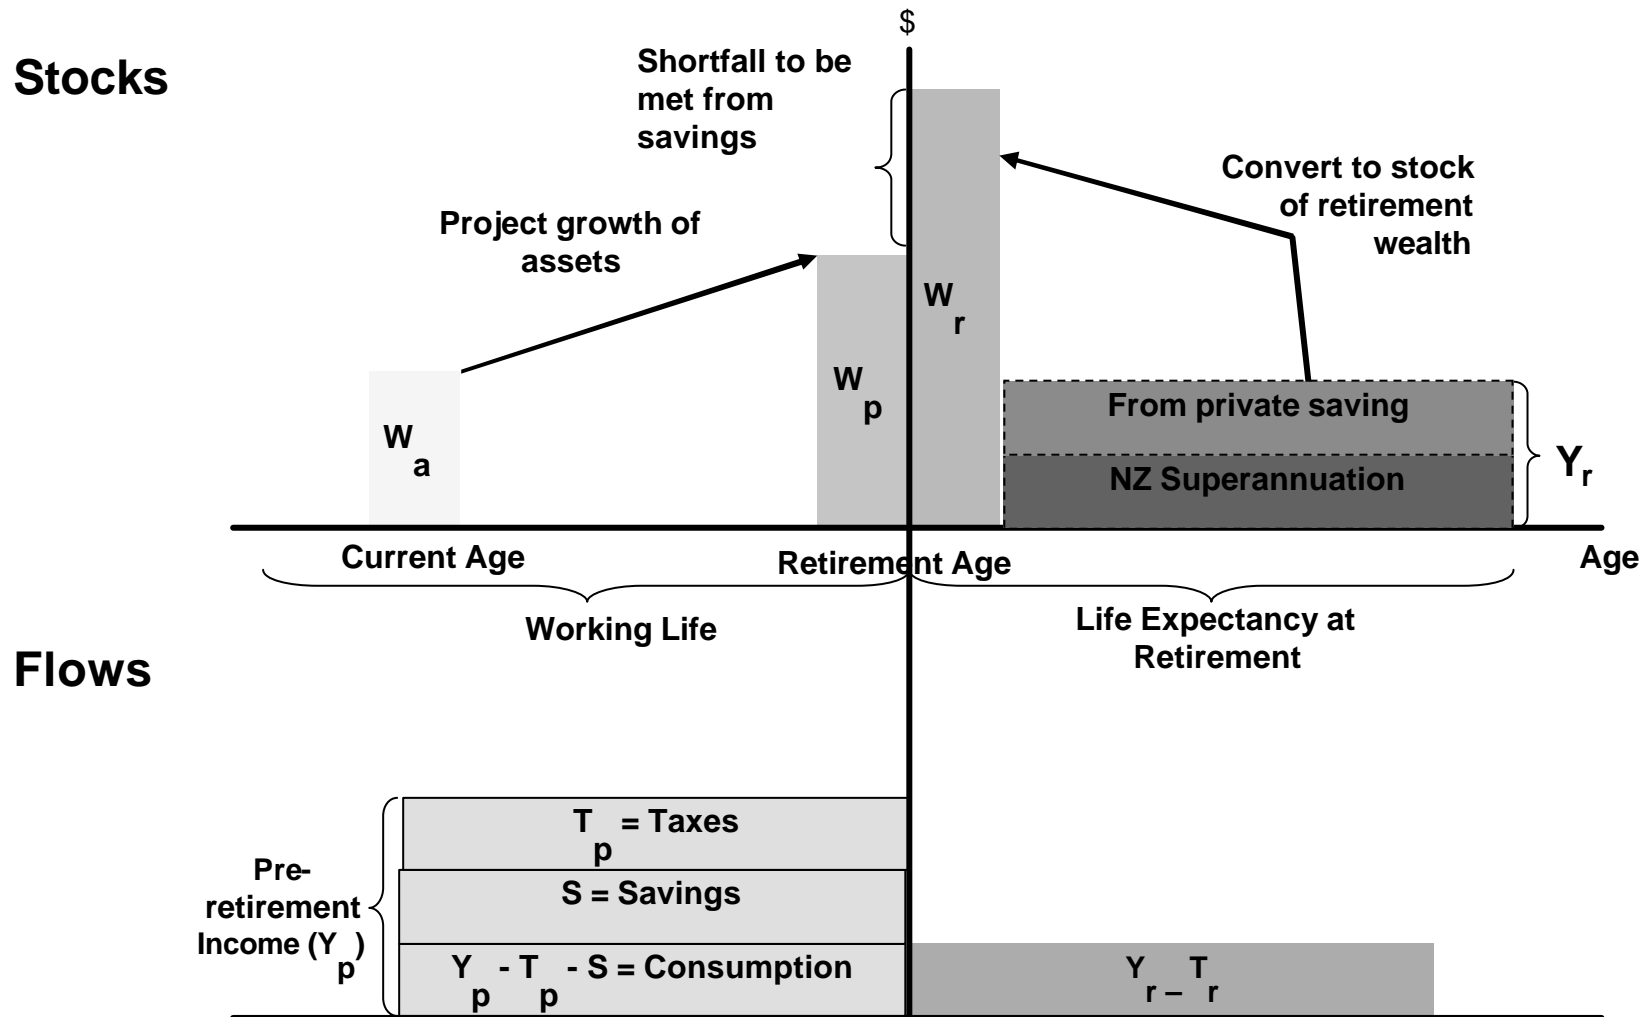 $
Stocks
Shortfall to be
met from
savings
Convert to stock
of retirement
wealth
Project growth of
assets
W
r
W
p
W
a
From private saving
NZ Superannuation
Yr
Current Age
Retirement Age
Age
Working Life
Life Expectancy at
Retirement
Flows
T
p = Taxes
S = Savings
Y
p - T
p - S = Consumption
Pre-
retirement
Income (Y
p)
Y
r – T
r